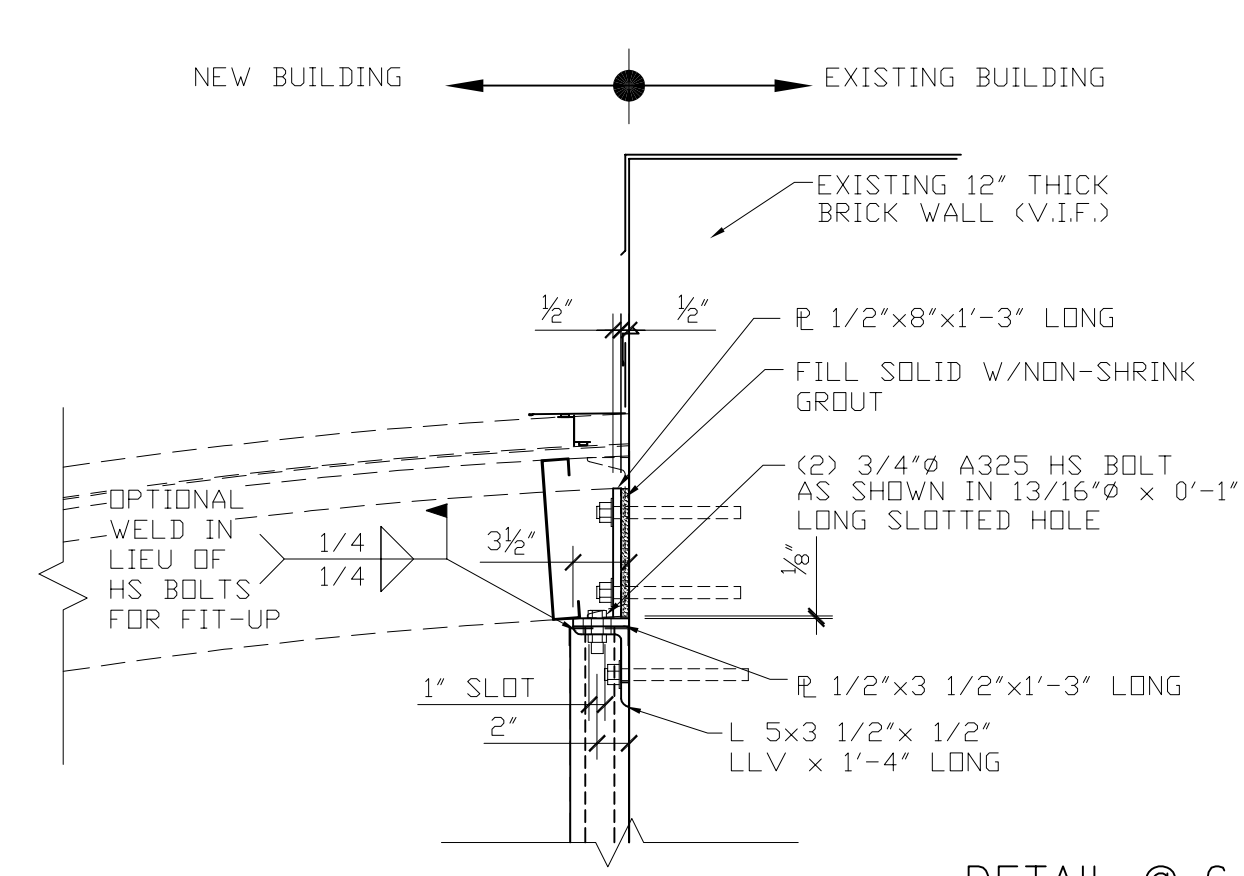 NEW BUILDING
EXISTING BUILDING
EXISTING 12" THICK
BRICK WALL (V.I.F.)
½"
½"
℄ 1/2"x8"x1'-3" LONG
FILL SOLID W/NON-SHRINK
GROUT
(2) 3/4"Ø A325 HS BOLT
AS SHOWN IN 13/16"Ø x 0'-1"
LONG SLOTTED HOLE
OPTIONAL
WELD IN
LIEU OF
HS BOLTS
FOR FIT-UP
1/4
1/4
3½"
⅛"
1" SLOT
2"
℄ 1/2"x3 1/2"x1'-3" LONG
L 5x3 1/2"x 1/2"
LLV x 1'-4" LONG
DETAIL @